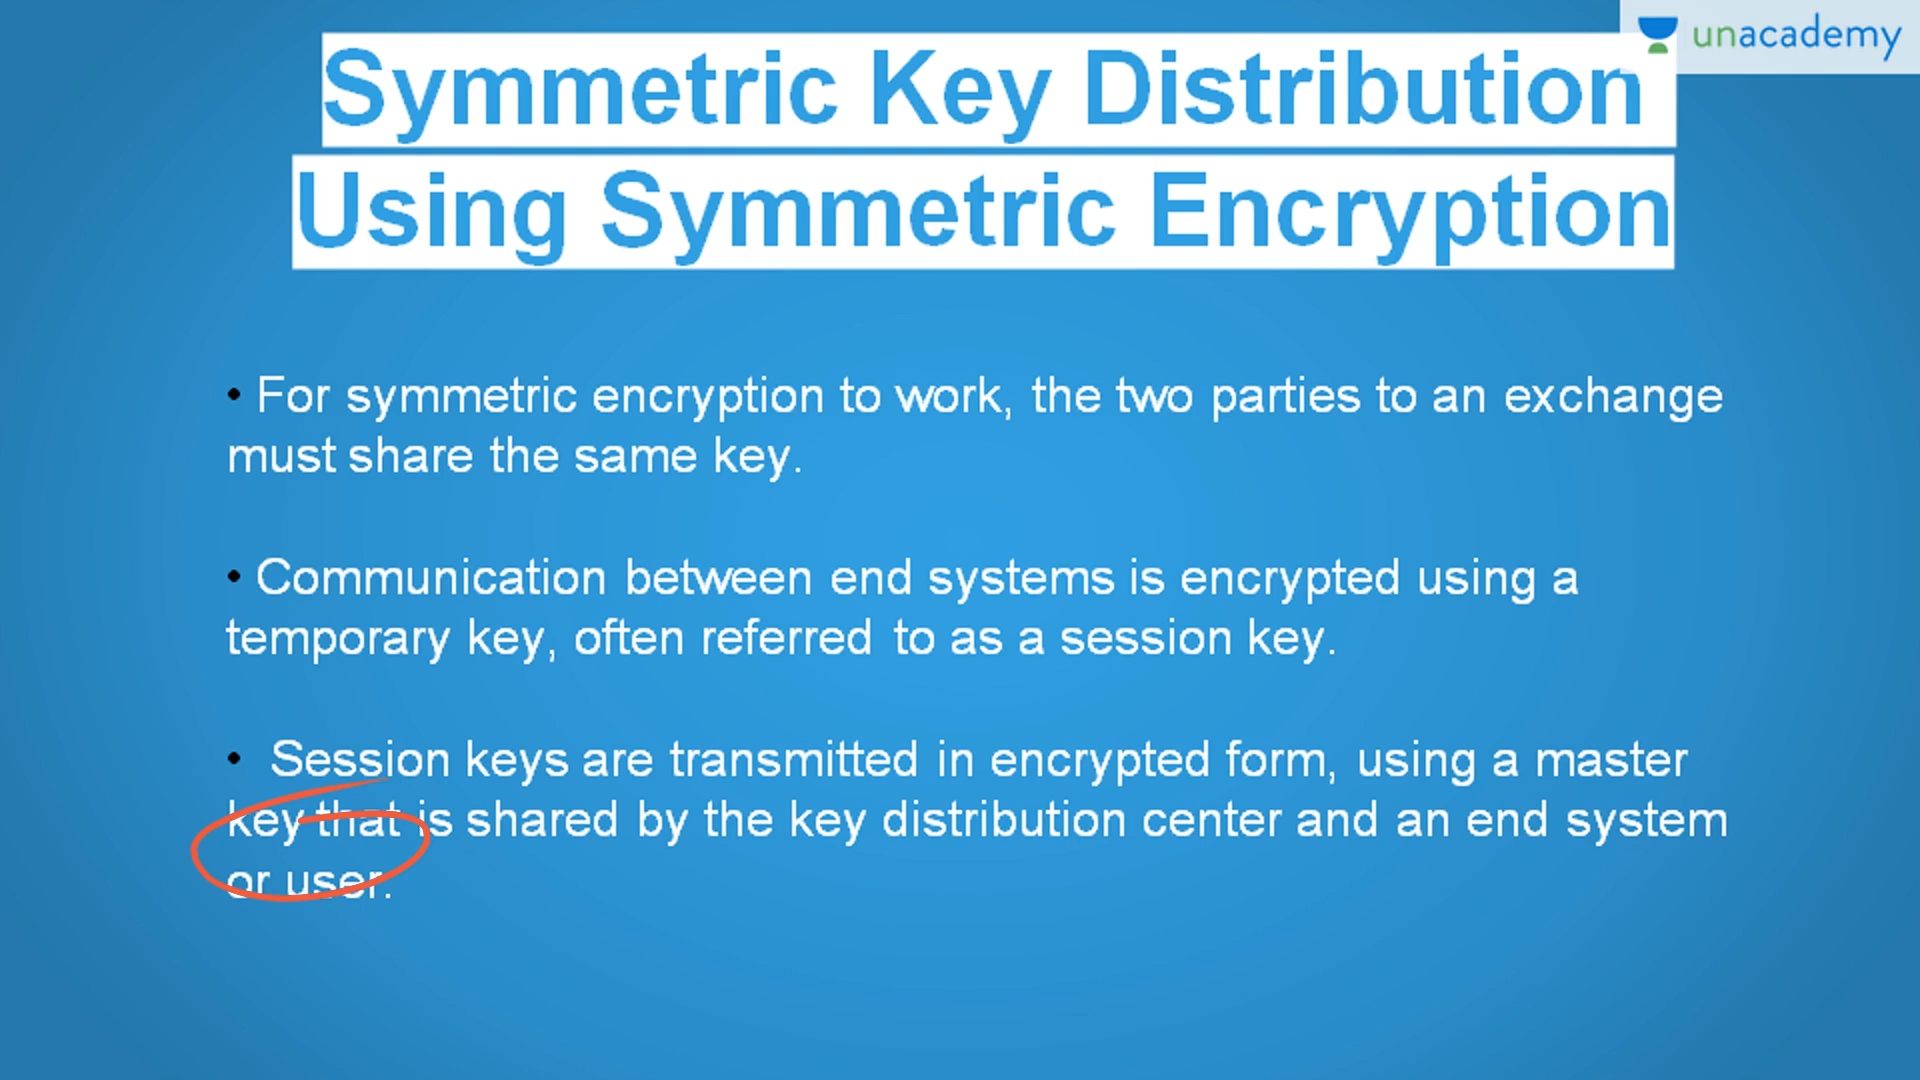 unacademy
Symmetric Key Distribution
Using Symmetric Encryption
• For symmetric encryption to work, the two parties to an exchange
must share the same key.
• Communication between end systems is encrypted using a
temporary key, often referred to as a session key.
• Session keys are transmitted in encrypted form, using a master
key that is shared by the key distribution center and an end system
or user.